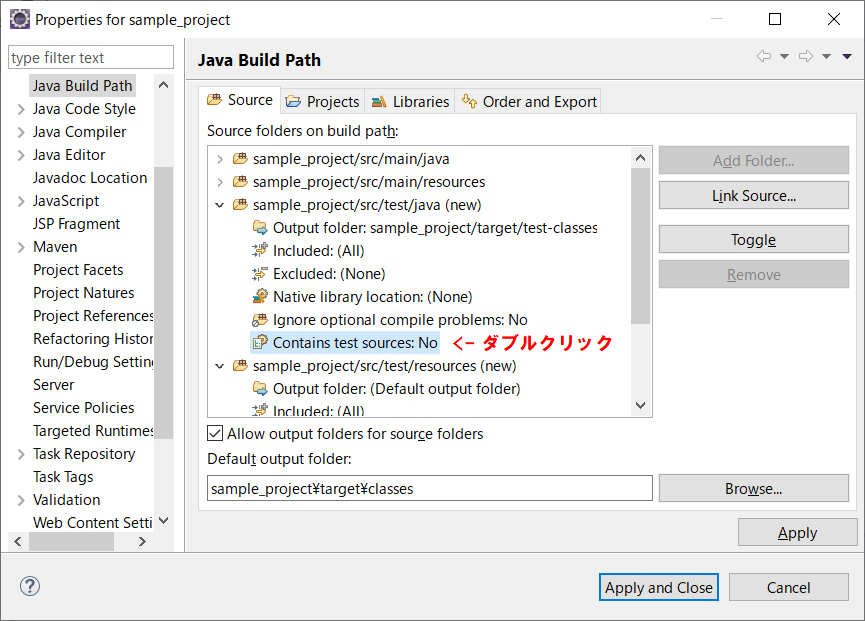 Properties for sample_project
type filter text
Java Build Path
Java Code Style
Java Compiler
Java Editor
Javadoc Location
JavaScript
JSP Fragment
Maven
Project Facets
Project Natures
Project References
Refactoring Histor
Run/Debug Setting
Server
Service Policies
Targeted Runtimes
Task Repository
Task Tags
Validation
Web Content Setti
Java Build Path
Source Projects Libraries Order and Export
Source folders on build path:
sample_project/src/main/java
sample_project/src/main/resources
sample_project/src/test/java (new)
Output folder: sample_project/target/test-classes
Included: (All)
Excluded: (None)
Native library location: (None)
Ignore optional compile problems: No
Contains test sources: No <- ダブルクリック
sample_project/src/test/resources (new)
Output folder: (Default output folder)
Included: (All)
Add Folder...
Link Source...
Toggle
Remove
Allow output folders for source folders
Default output folder:
sample_project¥target¥classes
Browse...
Apply
Apply and Close
Cancel